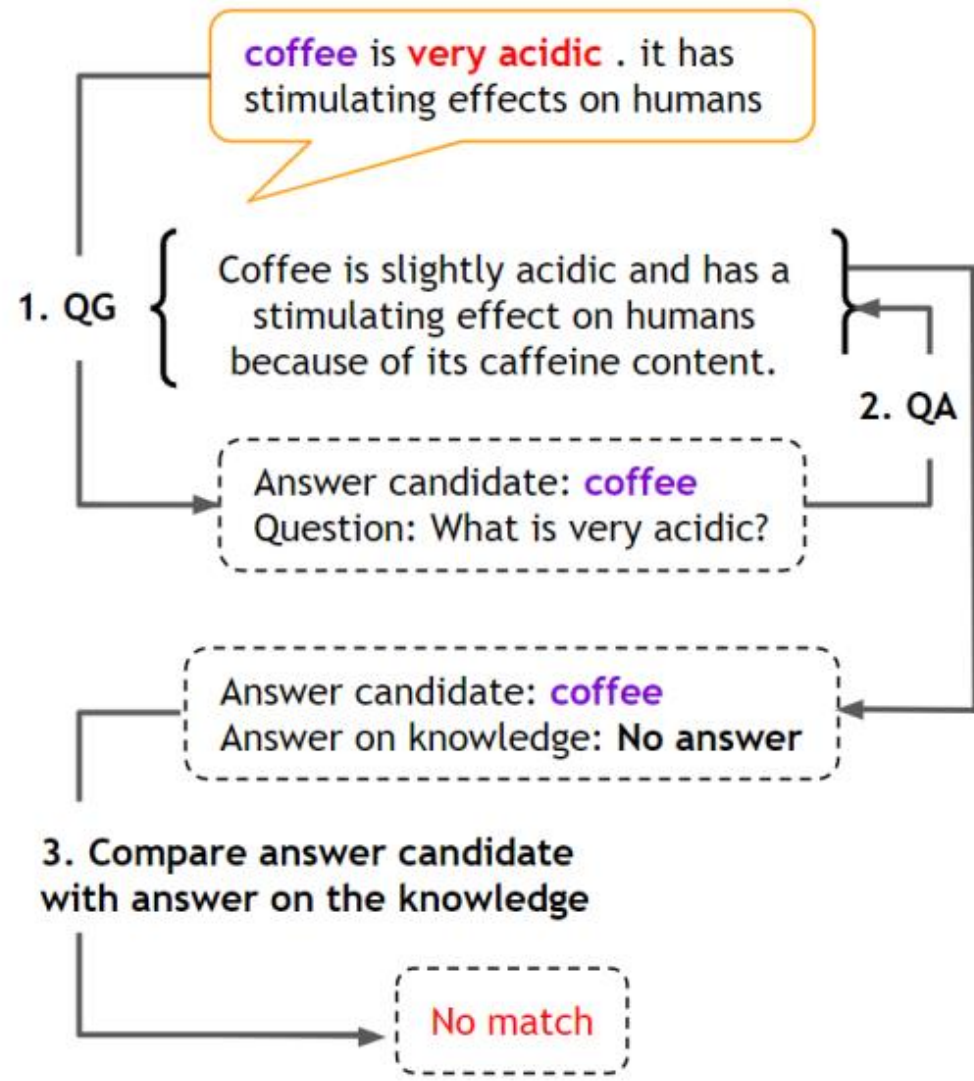 coffee is very acidic . it has
stimulating effects on humans
Coffee is slightly acidic and has a
1. QG
stimulating effect on humans
because of its caffeine content.
2. QA
Answer candidate: coffee
Question: What is very acidic?
Answer candidate: coffee
Answer on knowledge: No answer
3. Compare answer candidate
with answer on the knowledge
No match